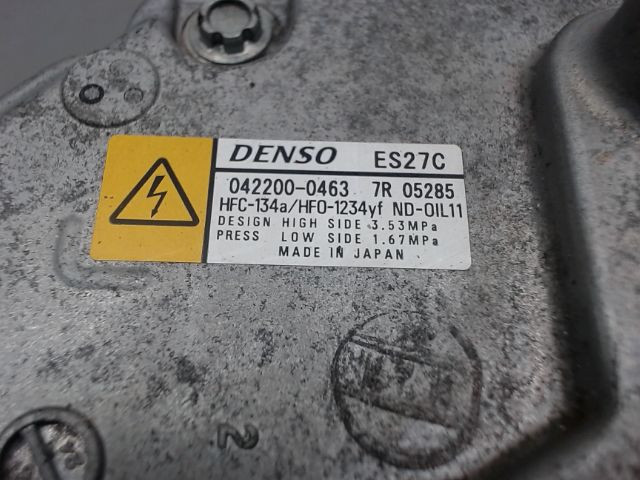 DENSO ES27C
042200-0463 7R 05285
HFC-134a/HFO-1234yf ND-OIL11
DESIGN HIGH SIDE 3.53MPa
PRESS. LOW SIDE 1.67MPa
MADE IN JAPAN
2